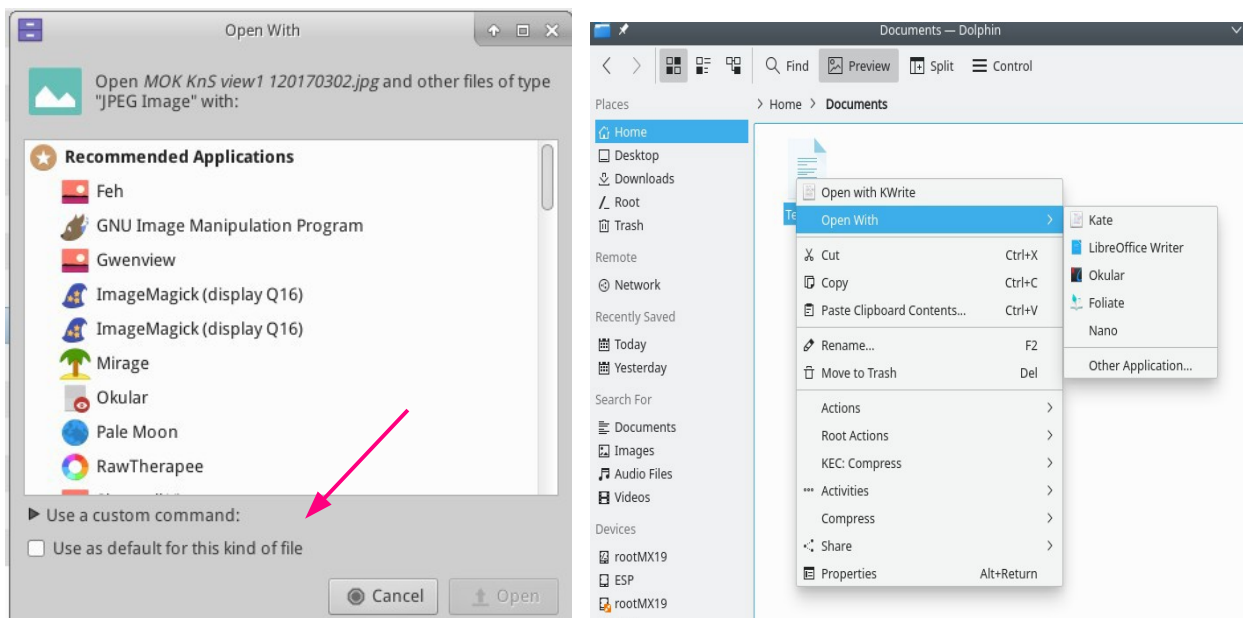 Open With
Open MOK KnS view1 120170302.jpg and other files of type
"JPEG Image" with:
Recommended Applications
Feh
GNU Image Manipulation Program
Gwenview
ImageMagick (display Q16)
ImageMagick (display Q16)
Mirage
Okular
Pale Moon
RawTherapee
Use a custom command:
Use as default for this kind of file
Cancel
Open
Documents — Dolphin
Find
Preview
Split
Control
Places
Home
Desktop
Downloads
Root
Trash
Remote
Network
Recently Saved
Today
Yesterday
Search For
Documents
Images
Audio Files
Videos
Devices
rootMX19
ESP
rootMX19
> Home > Documents
Te
Open with KWrite
Open With
Cut Ctrl+X
Copy Ctrl+C
Paste Clipboard Contents... Ctrl+V
Rename... F2
Move to Trash Del
Actions
Root Actions
KEC: Compress
Activities
Compress
Share
Properties Alt+Return
Kate
LibreOffice Writer
Okular
Foliate
Nano
Other Application...